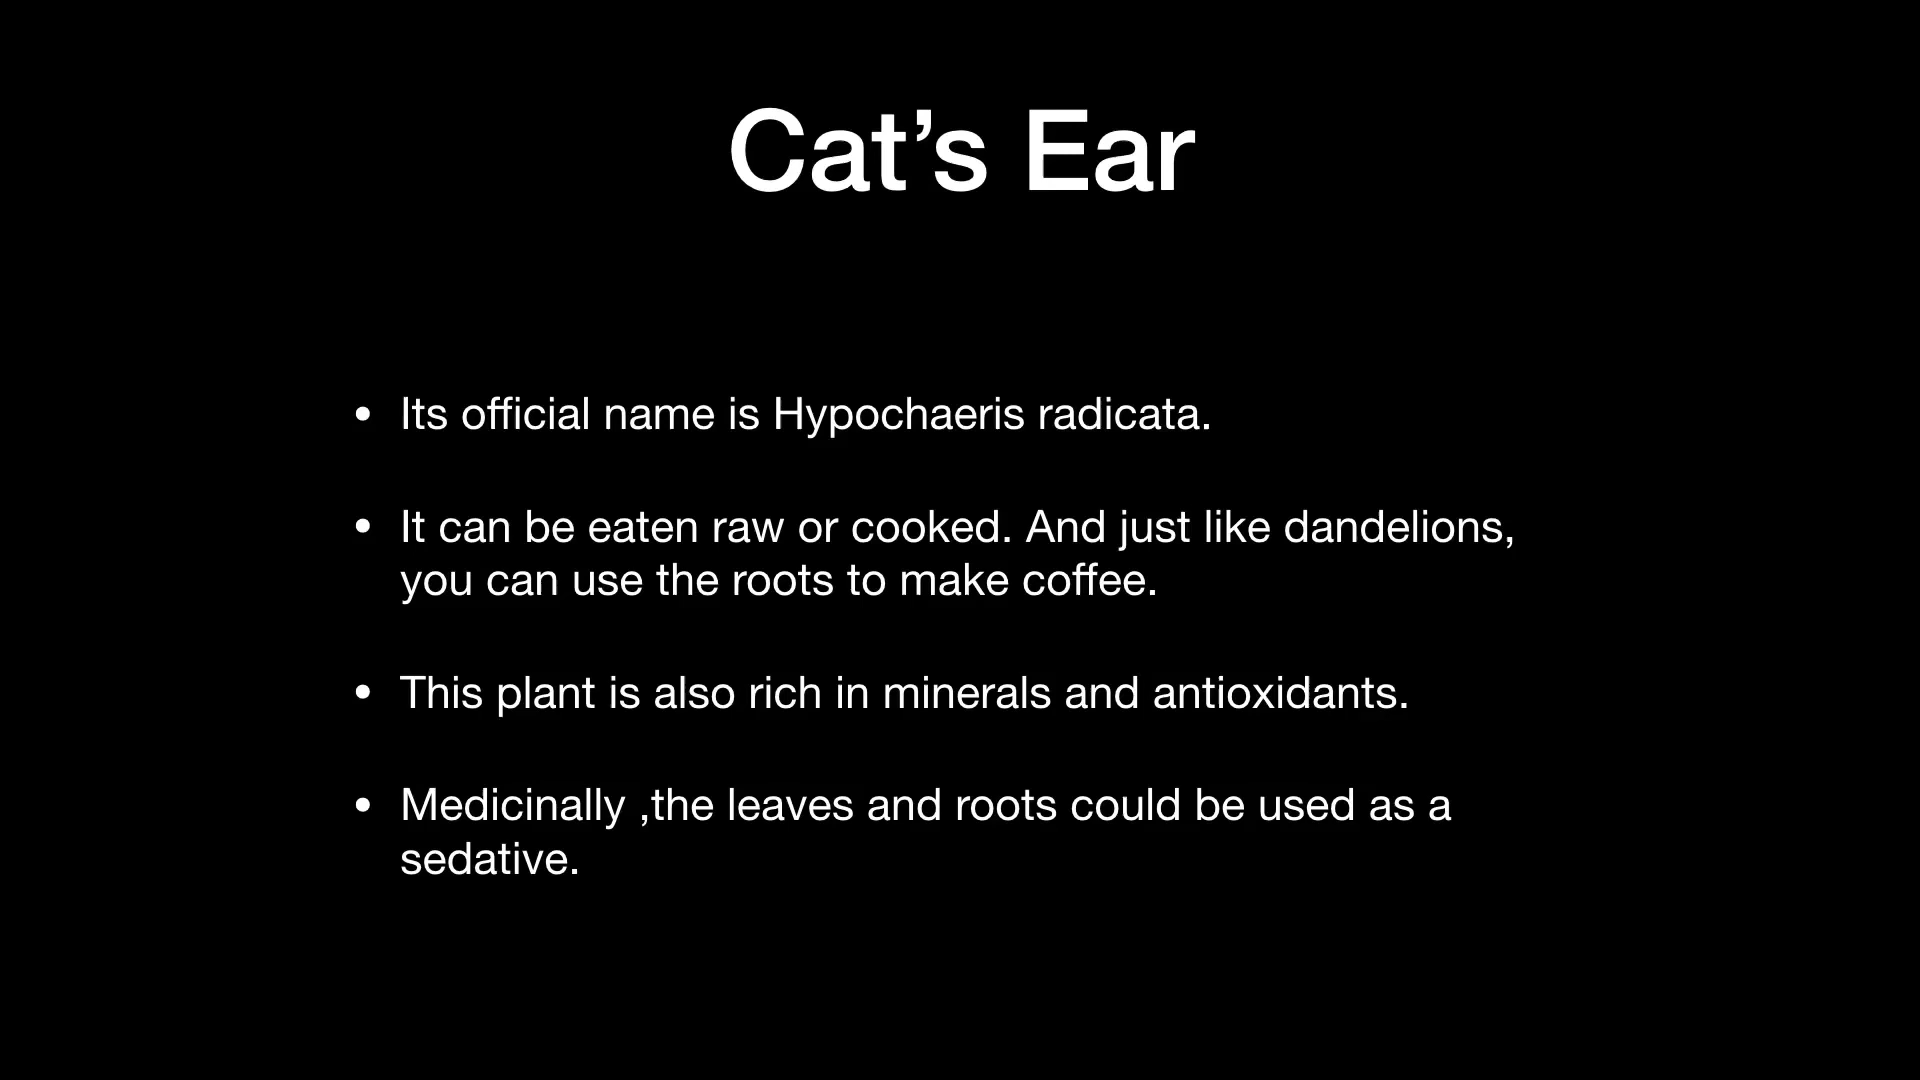 Cat’s Ear
• Its official name is Hypochaeris radicata.
• It can be eaten raw or cooked. And just like dandelions,
you can use the roots to make coffee.
• This plant is also rich in minerals and antioxidants.
• Medicinally ,the leaves and roots could be used as a
sedative.